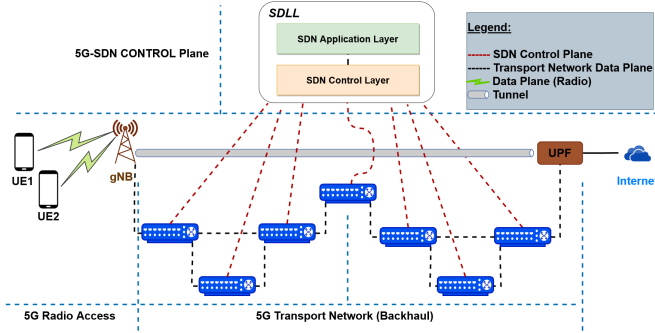 SDLL
SDN Application Layer
SDN Control Layer
5G-SDN CONTROL Plane
Legend:
SDN Control Plane
Transport Network Data Plane
Data Plane (Radio)
Tunnel
UE1
UE2
gNB
UPF
Internet
5G Radio Access
5G Transport Network (Backhaul)